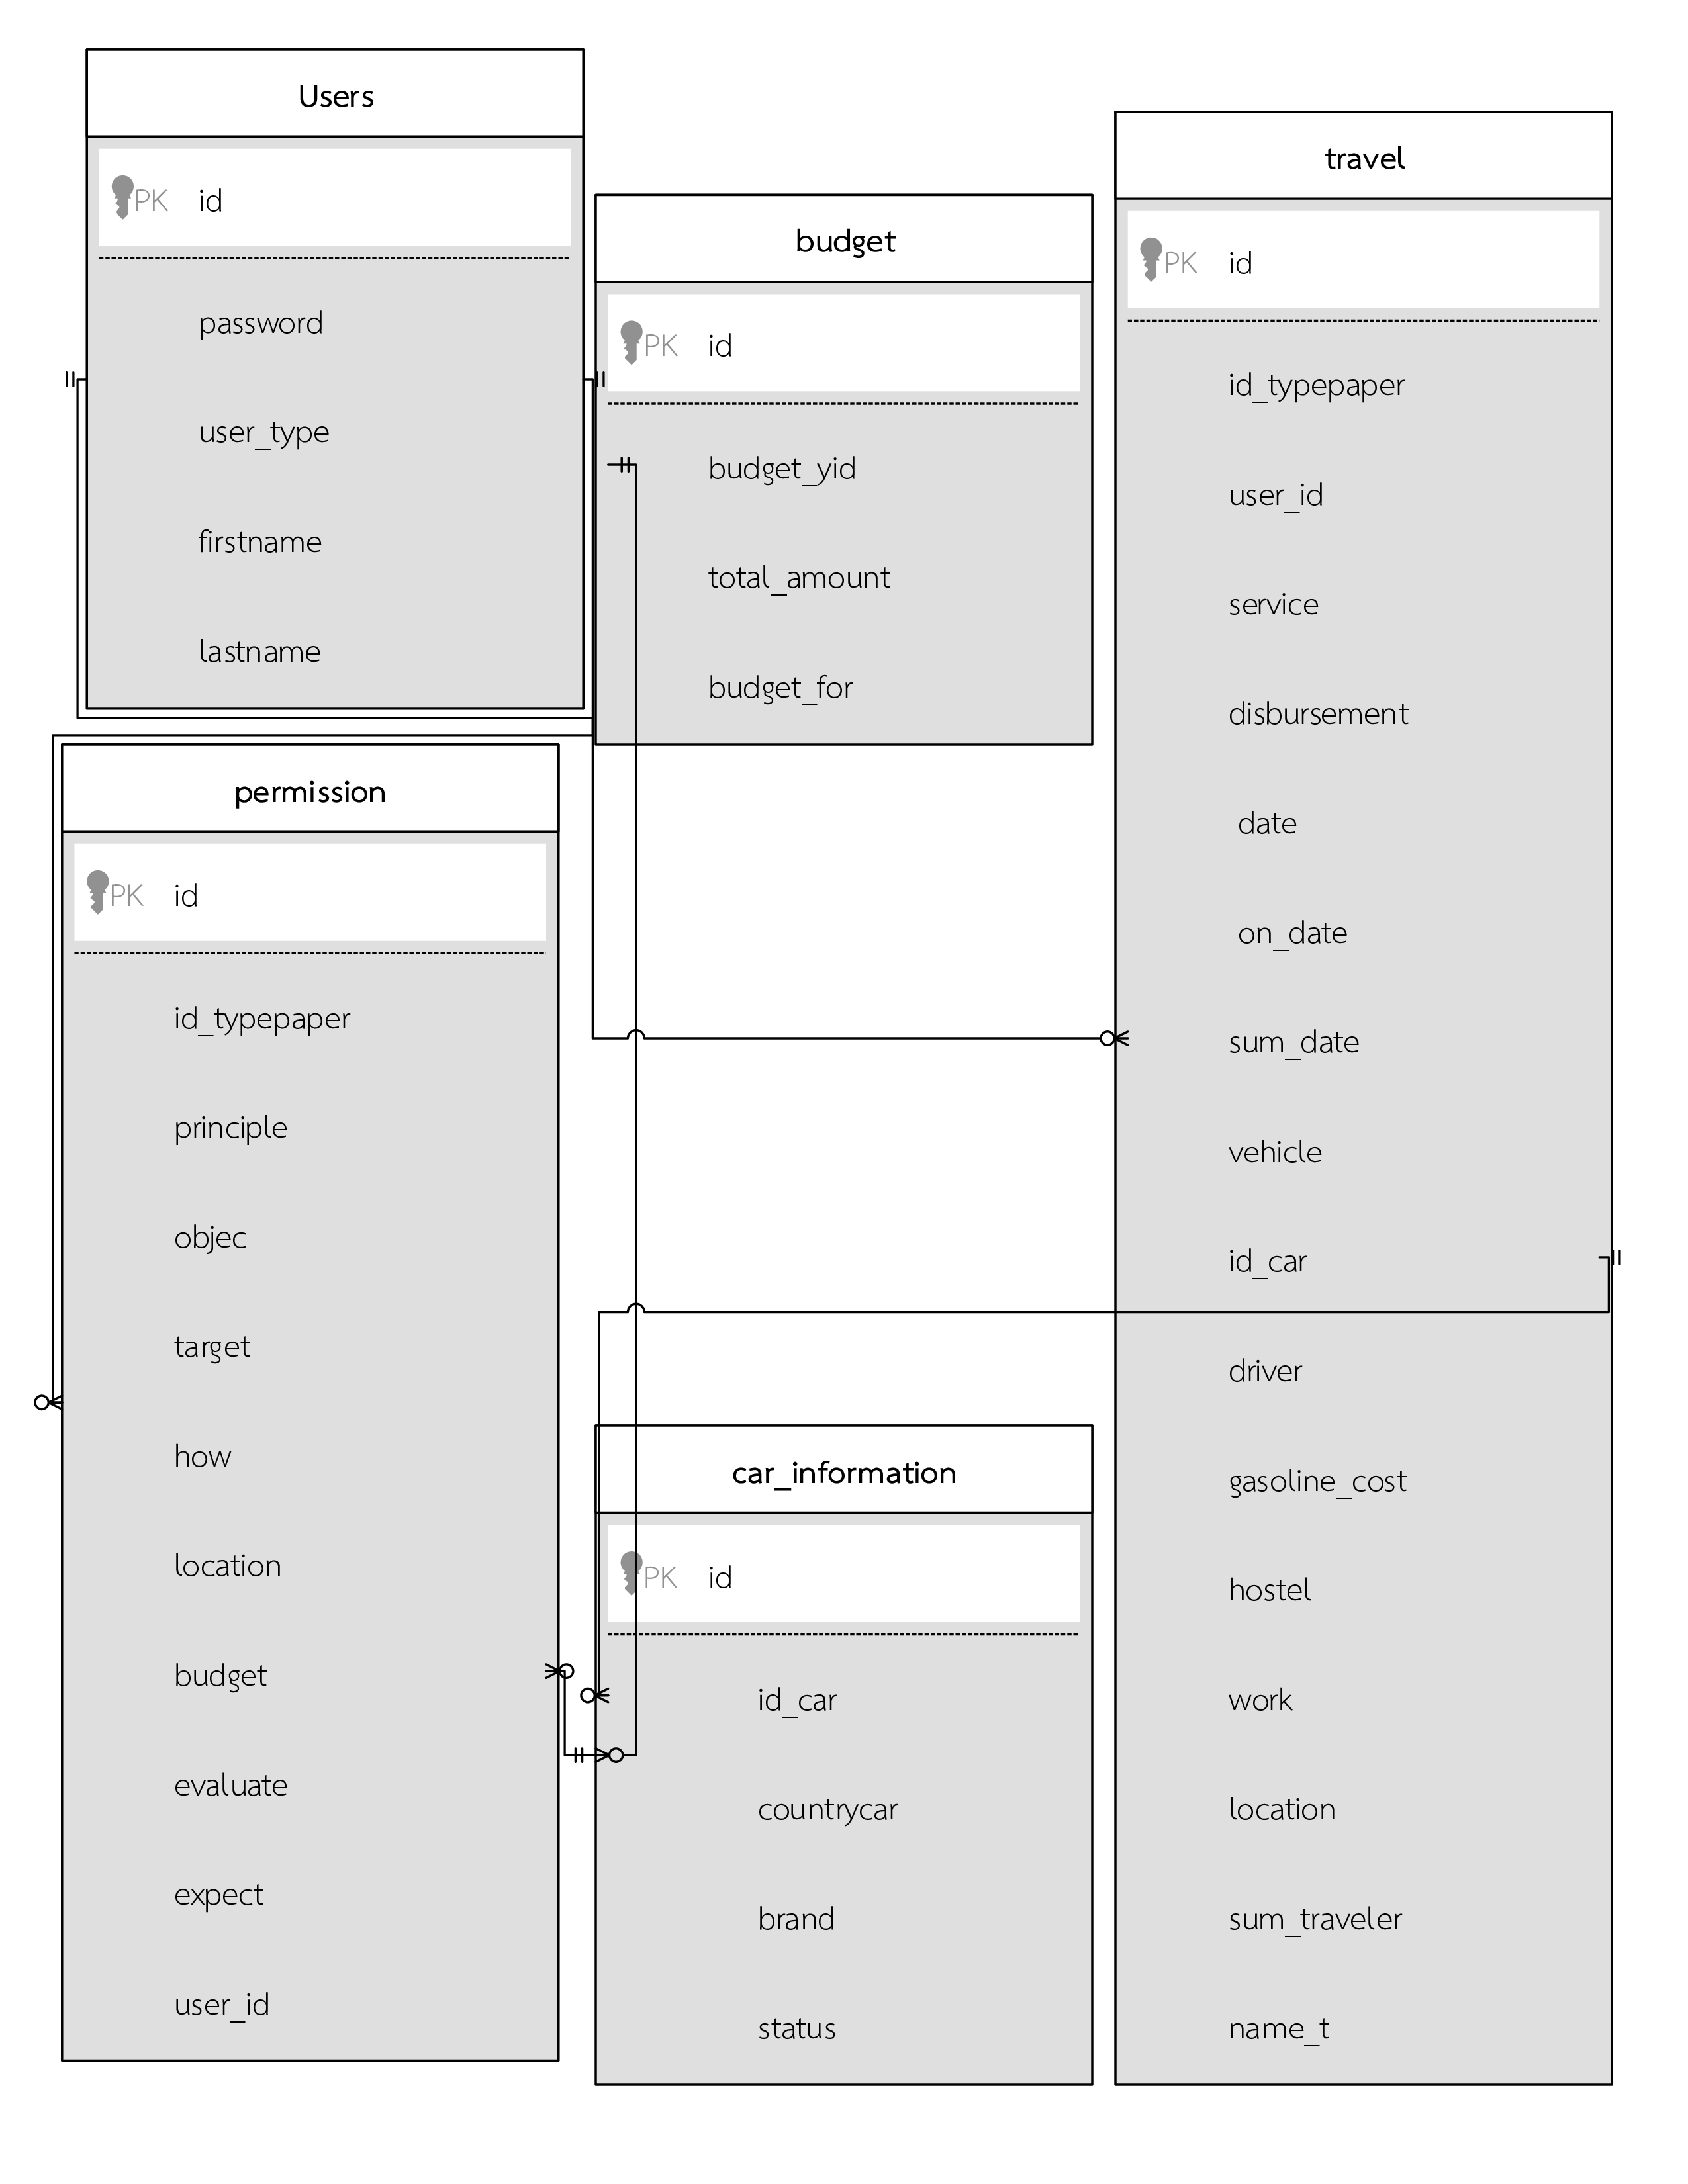 Users
PK id
password
user_type
firstname
lastname
budget
PK id
budget_yid
total_amount
budget_for
travel
PK id
id_typepaper
user_id
service
disbursement
date
on_date
sum_date
vehicle
id_car
driver
gasoline_cost
hostel
work
location
sum_traveler
name_t
permission
PK id
id_typepaper
principle
objec
target
how
location
budget
evaluate
expect
user_id
car_information
PK id
id_car
countrycar
brand
status